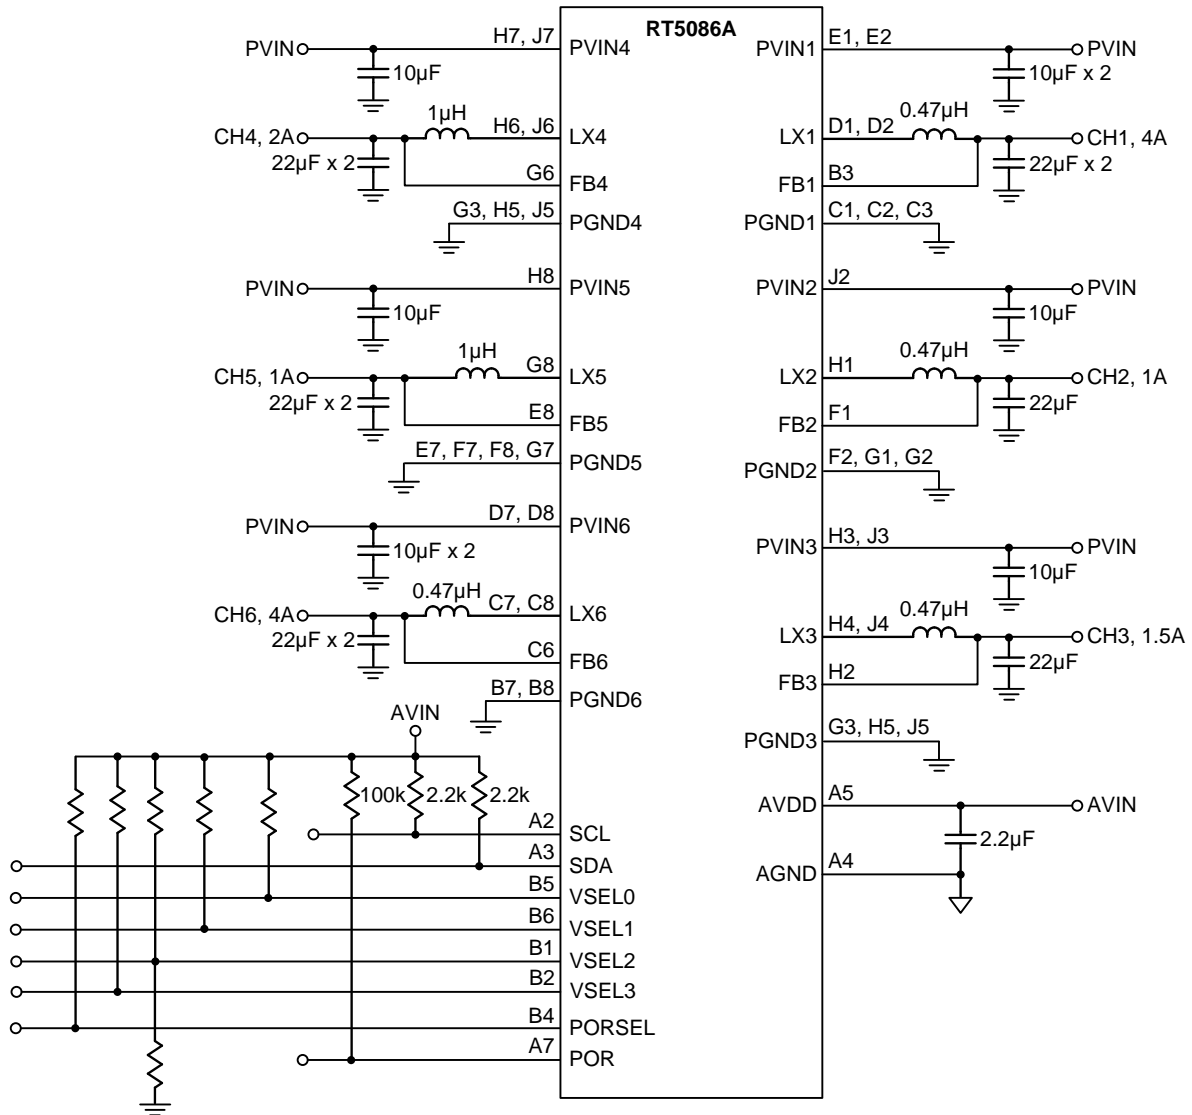 RT5086A
PVIN
H7, J7
PVIN4
10µF
1µH
CH4, 2A
H6, J6
LX4
22µF x 2
G6
FB4
G3, H5, J5
PGND4
PVIN
H8
PVIN5
10µF
1µH
CH5, 1A
G8
LX5
22µF x 2
E8
FB5
E7, F7, F8, G7
PGND5
PVIN
D7, D8
PVIN6
10µF x 2
0.47µH
CH6, 4A
C7, C8
LX6
22µF x 2
C6
FB6
B7, B8
PGND6
AVIN
100k
2.2k
2.2k
A2
SCL
A3
SDA
B5
VSEL0
B6
VSEL1
B1
VSEL2
B2
VSEL3
B4
PORSEL
A7
POR
PVIN1
E1, E2
PVIN
10µF x 2
0.47µH
LX1
D1, D2
CH1, 4A
22µF x 2
FB1
B3
PGND1
C1, C2, C3
PVIN2
J2
PVIN
10µF
0.47µH
LX2
H1
CH2, 1A
22µF
FB2
F1
PGND2
F2, G1, G2
PVIN3
H3, J3
PVIN
10µF
0.47µH
LX3
H4, J4
CH3, 1.5A
22µF
FB3
H2
PGND3
G3, H5, J5
AVDD
A5
AVIN
2.2µF
AGND
A4